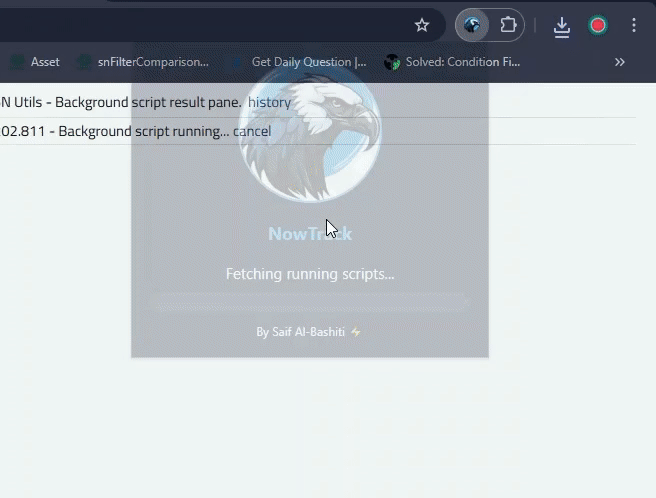 Asset snFilterComparison... Get Daily Question |... Solved: Condition Fi... »
N Utils - Background script result pane. history
:02.811 - Background script running... cancel
NowTrack
Fetching running scripts...
By Saif Al-Bashiti ⚡